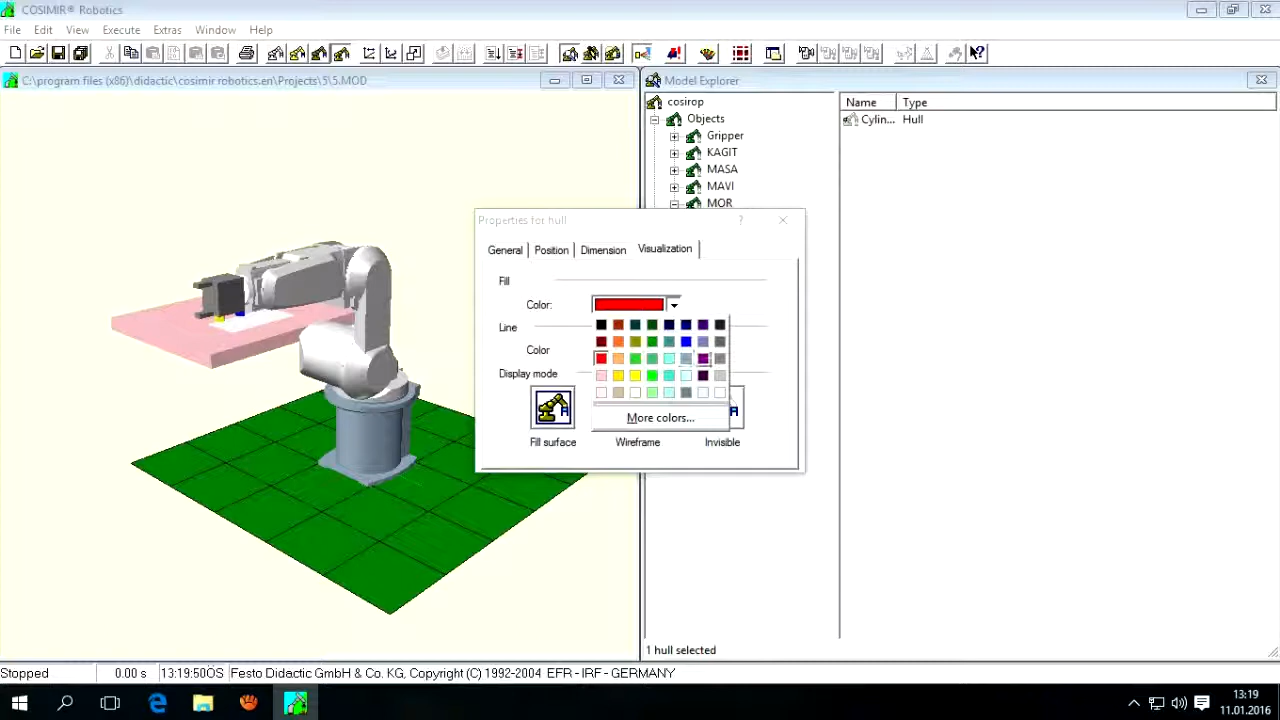 COSIMIR® Robotics
File Edit View Execute Extras Window Help
C:\program files (x86)\didactic\cosimir robotics.en\Projects\5\5.MOD
Model Explorer
cosirop
Objects
Gripper
KAGIT
MASA
MAVI
MOR
Name Type
Cylin... Hull
Properties for hull
General Position Dimension Visualization
Fill
Color:
Line
Color
Display mode
More colors...
Fill surface Wireframe Invisible
1 hull selected
Stopped 0.00 s 13:19:50ÖS Festo Didactic GmbH & Co. KG, Copyright (C) 1992-2004 EFR - IRF - GERMANY
13:19
11.01.2016